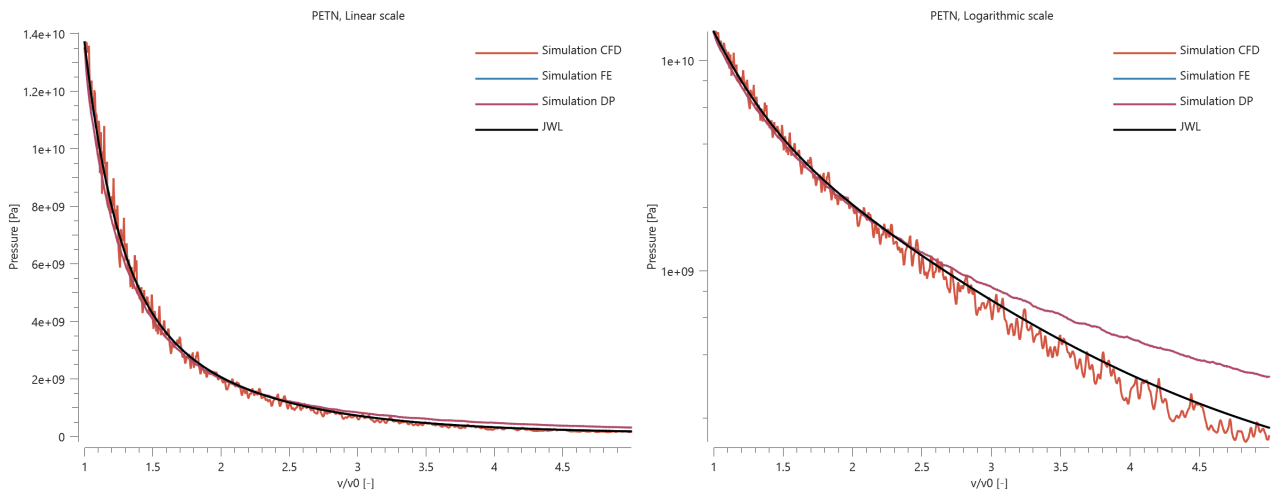 PETN, Linear scale
1.4e+10
1.2e+10
1e+10
8e+09
6e+09
4e+09
2e+09
0
Pressure [Pa]
1
1.5
2
2.5
3
3.5
4
4.5
v/v0 [-]
Simulation CFD
Simulation FE
Simulation DP
JWL
PETN, Logarithmic scale
1e+10
1e+09
Pressure [Pa]
1
1.5
2
2.5
3
3.5
4
4.5
v/v0 [-]
Simulation CFD
Simulation FE
Simulation DP
JWL